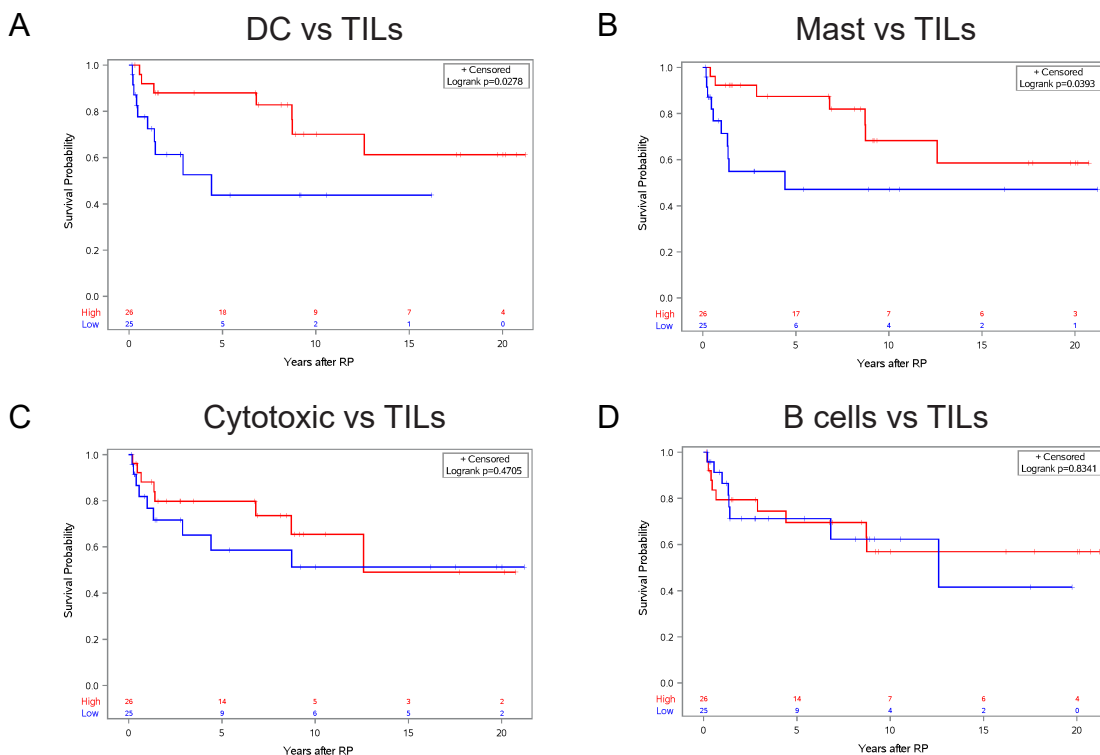 A
DC vs TILs
+ Censored
Logrank p=0.0278
1.0
0.8
0.6
0.4
0.2
0.0
Survival Probability
High 26 18 9 7 4
Low 25 5 2 1 0
0 5 10 15 20
Years after RP
B
Mast vs TILs
+ Censored
Logrank p=0.0393
1.0
0.8
0.6
0.4
0.2
0.0
Survival Probability
High 26 17 7 6 3
Low 25 6 4 2 1
0 5 10 15 20
Years after RP
C
Cytotoxic vs TILs
+ Censored
Logrank p=0.4705
1.0
0.8
0.6
0.4
0.2
0.0
Survival Probability
High 26 14 5 3 2
Low 25 9 6 5 2
0 5 10 15 20
Years after RP
D
B cells vs TILs
+ Censored
Logrank p=0.8341
1.0
0.8
0.6
0.4
0.2
0.0
Survival Probability
High 26 14 7 6 4
Low 25 9 4 2 0
0 5 10 15 20
Years after RP